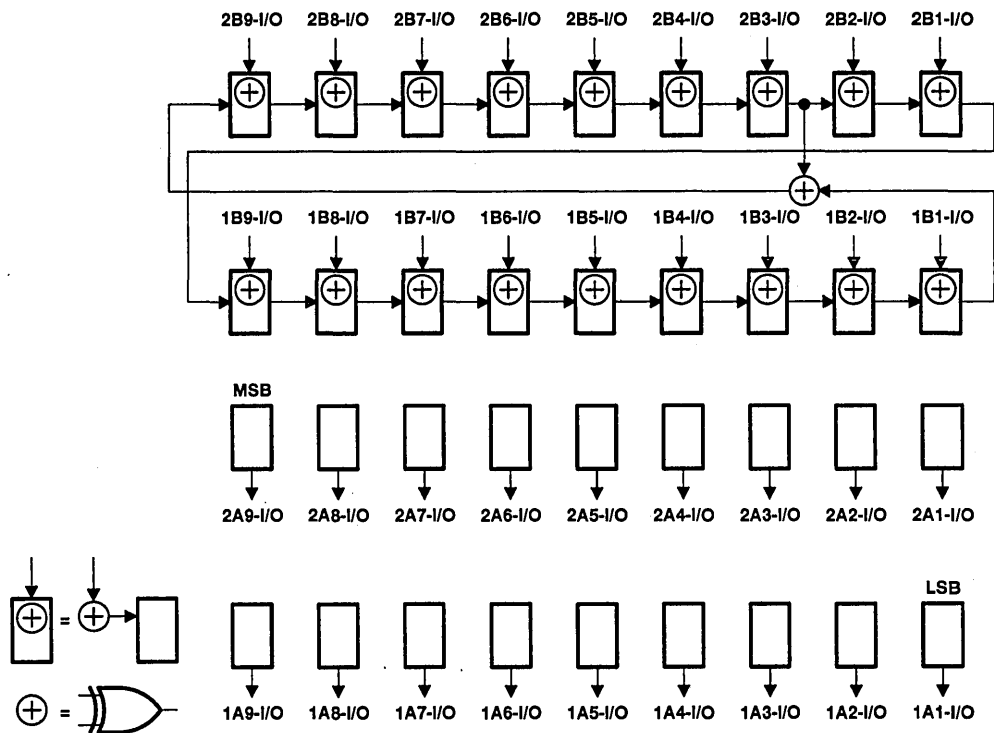 2B9-I/O 2B8-I/O 2B7-I/O 2B6-I/O 2B5-I/O 2B4-I/O 2B3-I/O 2B2-I/O 2B1-I/O
1B9-I/O 1B8-I/O 1B7-I/O 1B6-I/O 1B5-I/O 1B4-I/O 1B3-I/O 1B2-I/O 1B1-I/O
MSB
2A9-I/O 2A8-I/O 2A7-I/O 2A6-I/O 2A5-I/O 2A4-I/O 2A3-I/O 2A2-I/O 2A1-I/O
LSB
=
=
1A9-I/O 1A8-I/O 1A7-I/O 1A6-I/O 1A5-I/O 1A4-I/O 1A3-I/O 1A2-I/O 1A1-I/O